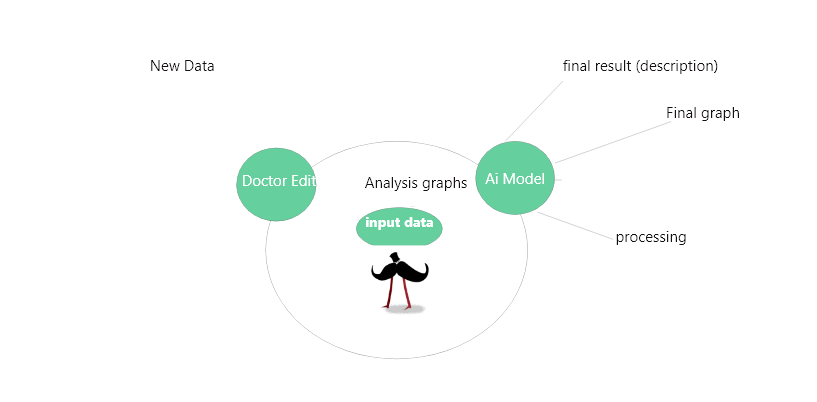 New Data
final result (description)
Final graph
Doctor Edit
Analysis graphs
Ai Model
input data
processing